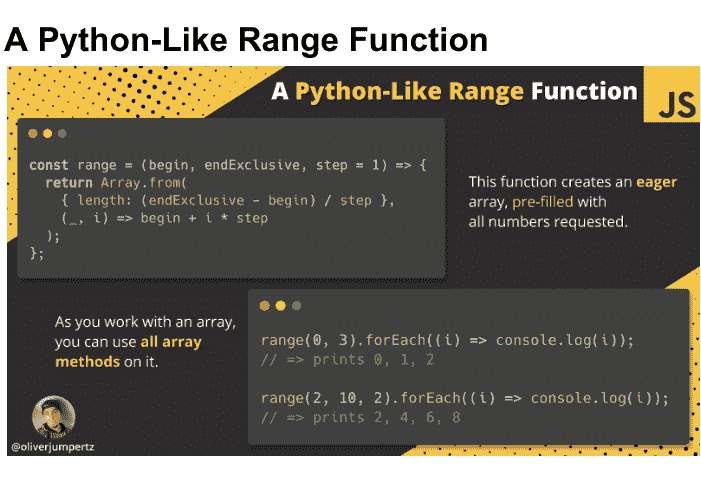 A Python-Like Range Function
A Python-Like Range Function
JS
const range = (begin, endExclusive, step = 1) => {
  return Array.from(
    { length: (endExclusive - begin) / step },
    (_, i) => begin + i * step
  );
};
This function creates an eager
array, pre-filled with
all numbers requested.
As you work with an array,
you can use all array
methods on it.
range(0, 3).forEach((i) => console.log(i));
// => prints 0, 1, 2
range(2, 10, 2).forEach((i) => console.log(i));
// => prints 2, 4, 6, 8
@oliverjumpertz